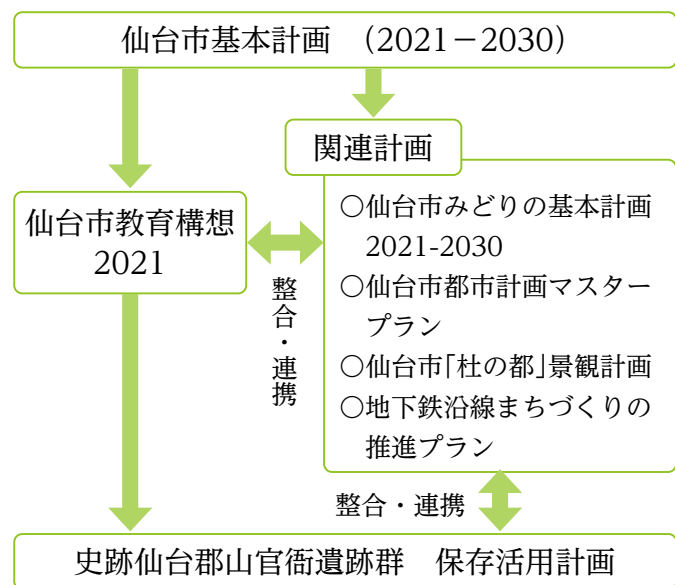 仙台市基本計画　（2021－2030）
関連計画
仙台市教育構想
2021
整合・連携
○仙台市みどりの基本計画
2021-2030
○仙台市都市計画マスター
プラン
○仙台市｢杜の都｣景観計画
○地下鉄沿線まちづくりの
推進プラン
整合・連携
史跡仙台郡山官衙遺跡群　保存活用計画